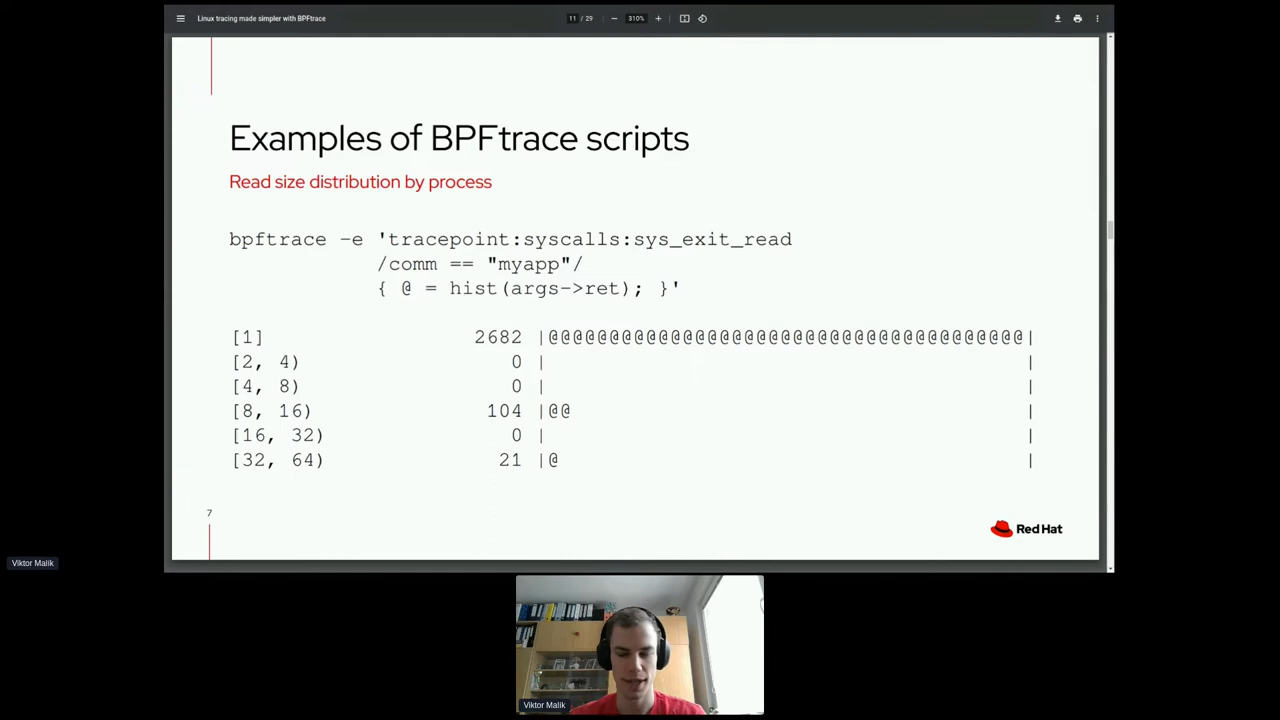 Linux tracing made simpler with BPFtrace
11 / 29
310%
Examples of BPFtrace scripts
Read size distribution by process
bpftrace -e 'tracepoint:syscalls:sys_exit_read
/comm == "myapp"/
{ @ = hist(args->ret); }'
[1] 2682 |@@@@@@@@@@@@@@@@@@@@@@@@@@@@@@@@@@@@@@@|
[2, 4) 0 | |
[4, 8) 0 | |
[8, 16) 104 |@@ |
[16, 32) 0 | |
[32, 64) 21 |@ |
7
Red Hat
Viktor Malik
Viktor Malik